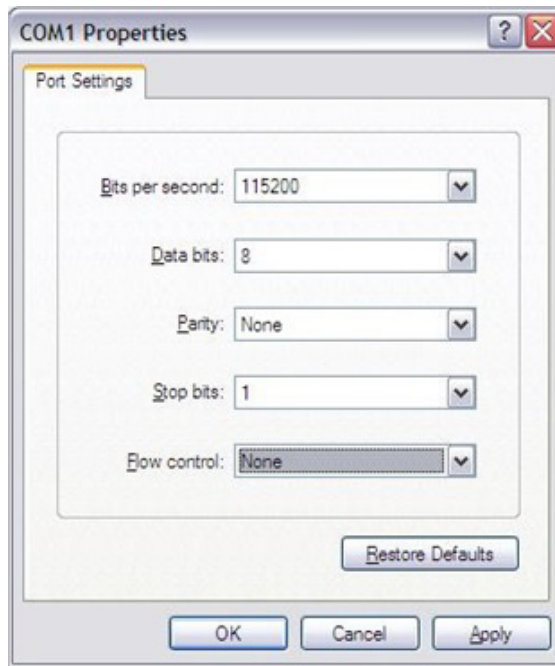 COM1 Properties
Port Settings
Bits per second: 115200
Data bits: 8
Parity: None
Stop bits: 1
Flow control: None
Restore Defaults
OK Cancel Apply